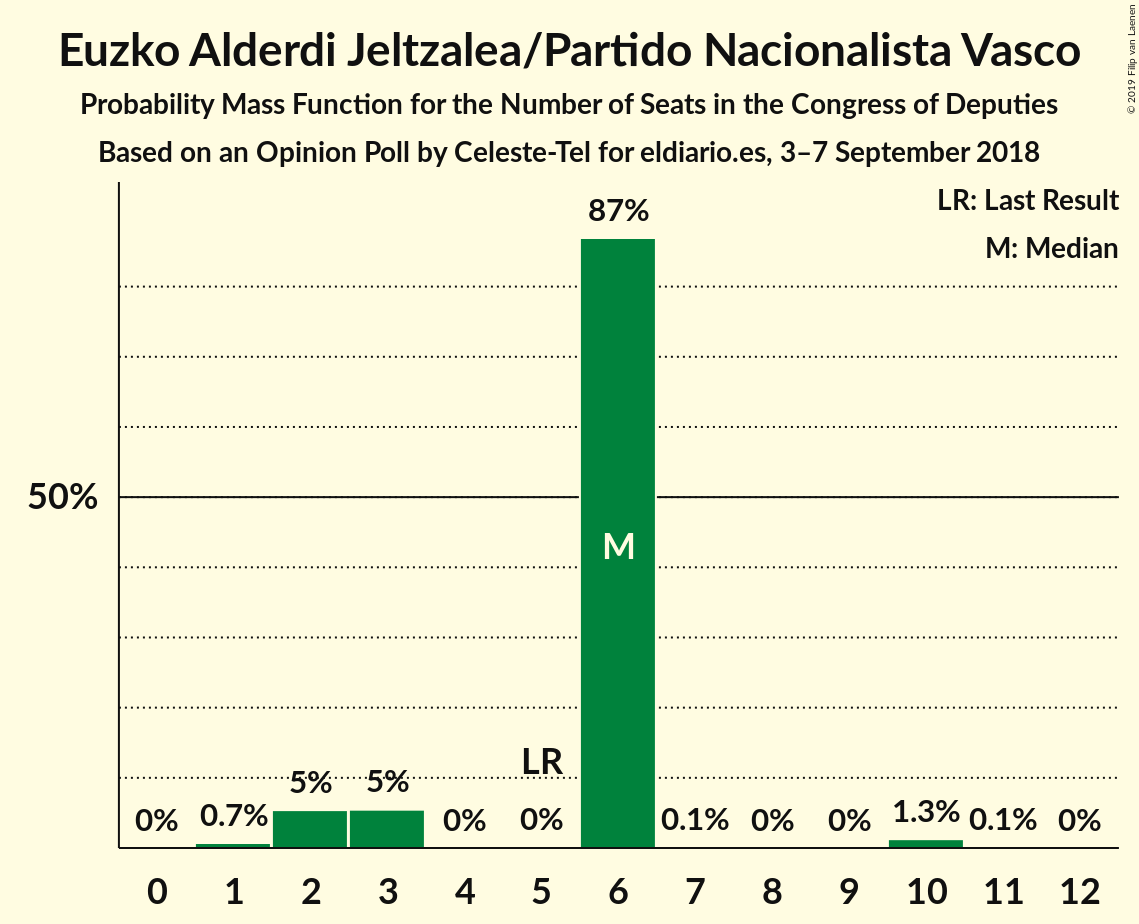 Euzko Alderdi Jeltzalea/Partido Nacionalista Vasco
Probability Mass Function for the Number of Seats in the Congress of Deputies
Based on an Opinion Poll by Celeste-Tel for eldiario.es, 3–7 September 2018
© 2019 Filip van Laenen
LR: Last Result
M: Median
87%
50%
M
LR
0% 0.7% 5% 5% 0% 0% 0.1% 0% 0% 1.3% 0.1% 0%
0 1 2 3 4 5 6 7 8 9 10 11 12